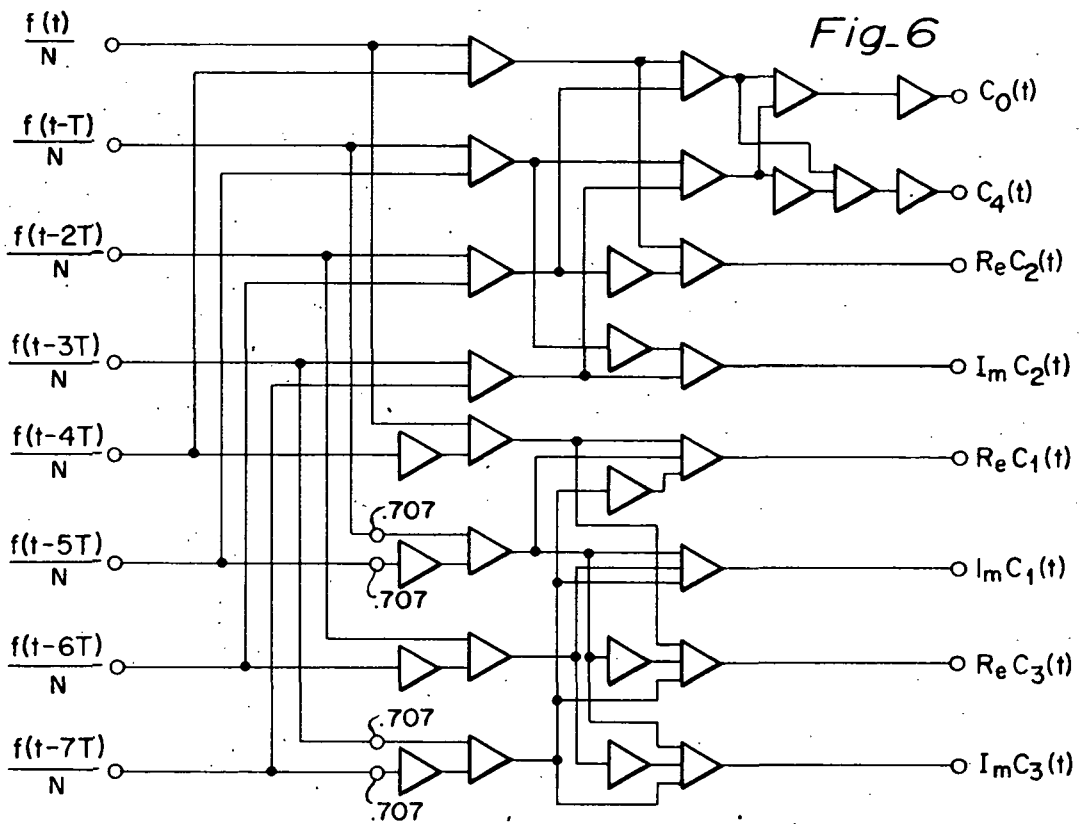 Fig_6
f(t)
N
C0(t)
f(t-T)
N
C4(t)
f(t-2T)
N
ReC2(t)
f(t-3T)
N
ImC2(t)
f(t-4T)
N
ReC1(t)
.707
f(t-5T)
N
ImC1(t)
.707
f(t-6T)
N
ReC3(t)
.707
f(t-7T)
N
ImC3(t)
.707